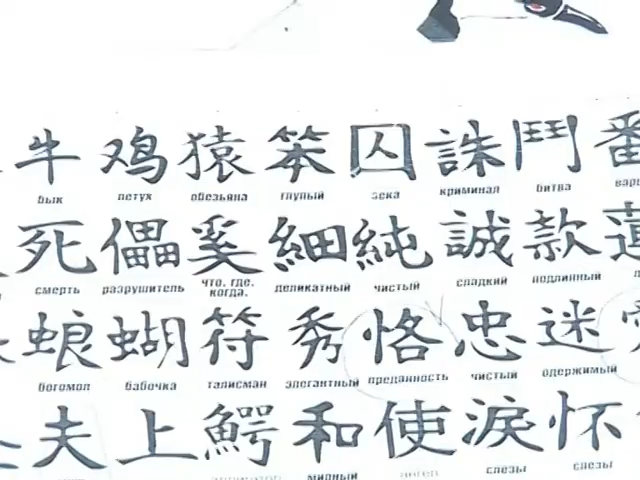 牛 鸡 猿 笨 囚 誅 鬥 番
бык петух обезьяна глупый зека криминал битва
死 儡 奚 細 純 誠 款
смерть разрушитель что. где. деликатный чистый сладкий подлинный
когда.
蜋 蝴 符 秀 恪 忠 迷
богомол бабочка талисман элегантный преданность чистый одержимый
夫 上 鰐 和 使 淚 怀
мирный ангел слезы слезы